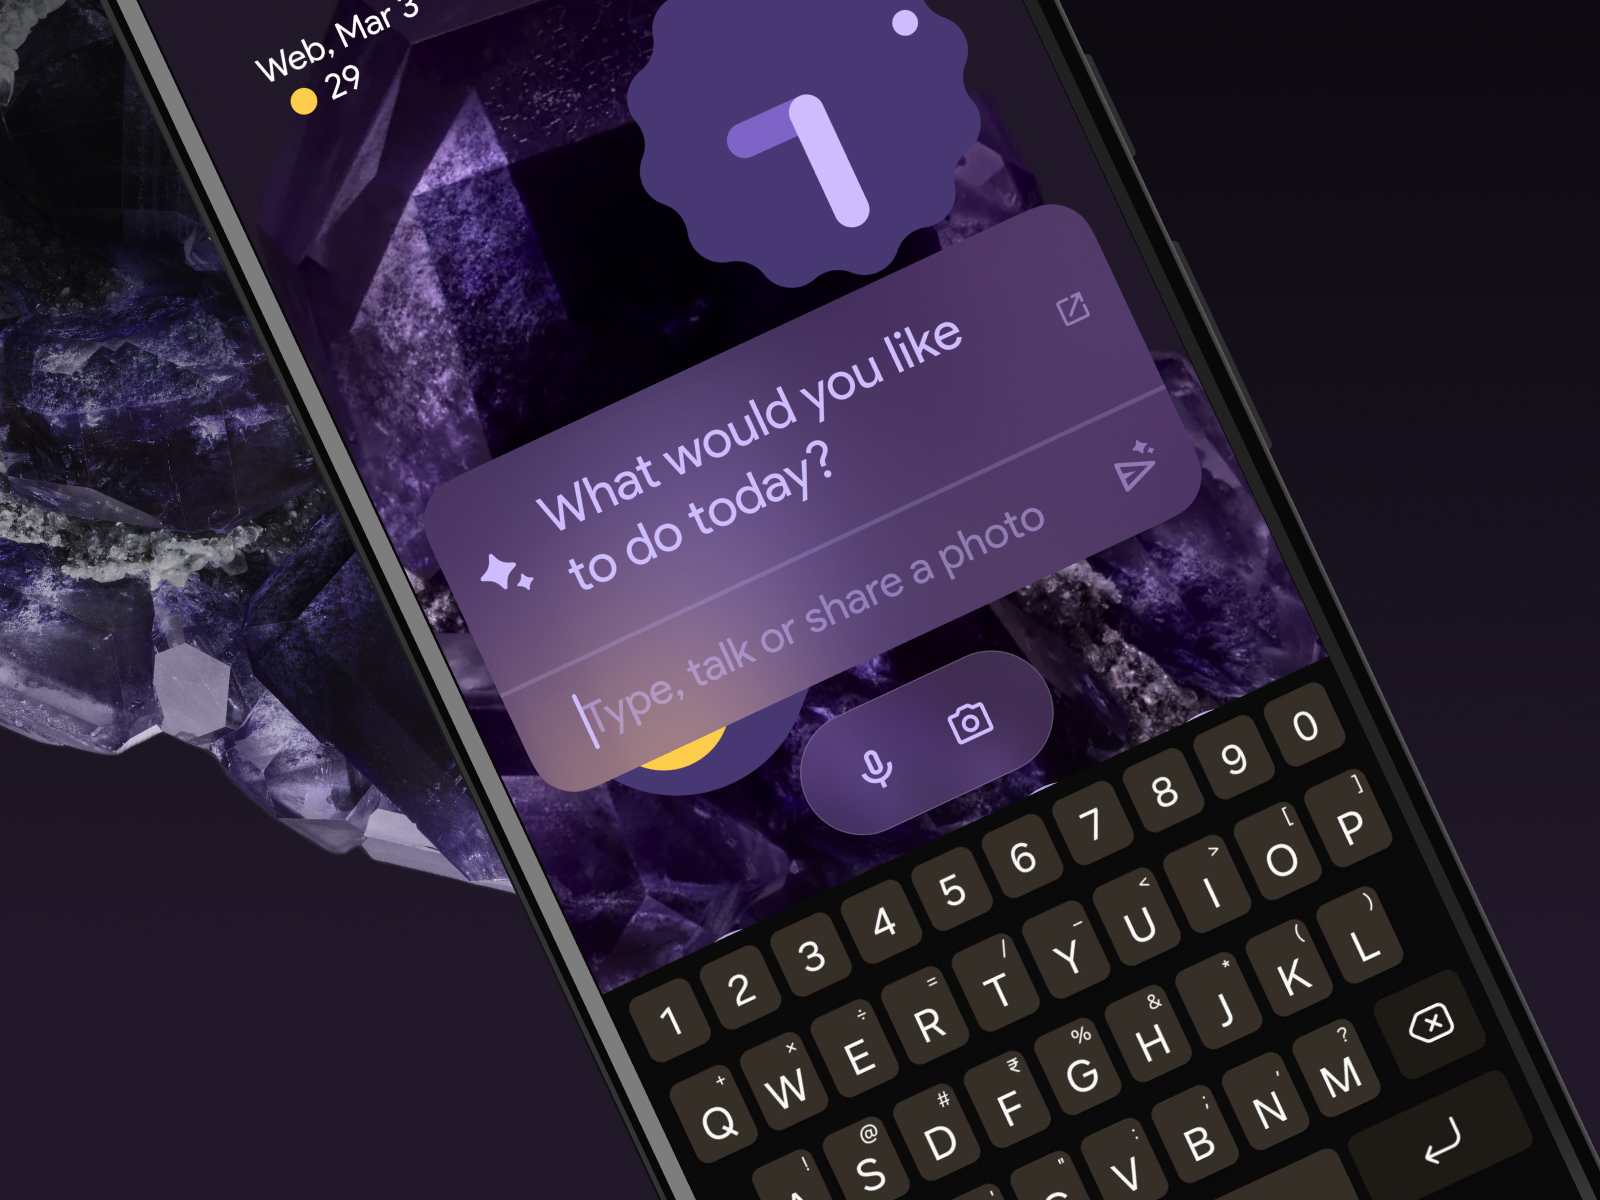 Web, Mar 3
29
What would you like
to do today?
Type, talk or share a photo
1 2 3 4 5 6 7 8 9 0
+ × ÷ = / _ < > [ ]
Q W E R T Y U I O P
! @ # ₹ % & * ( )
A S D F G H J K L
' " : ; ' ?
C V B N M